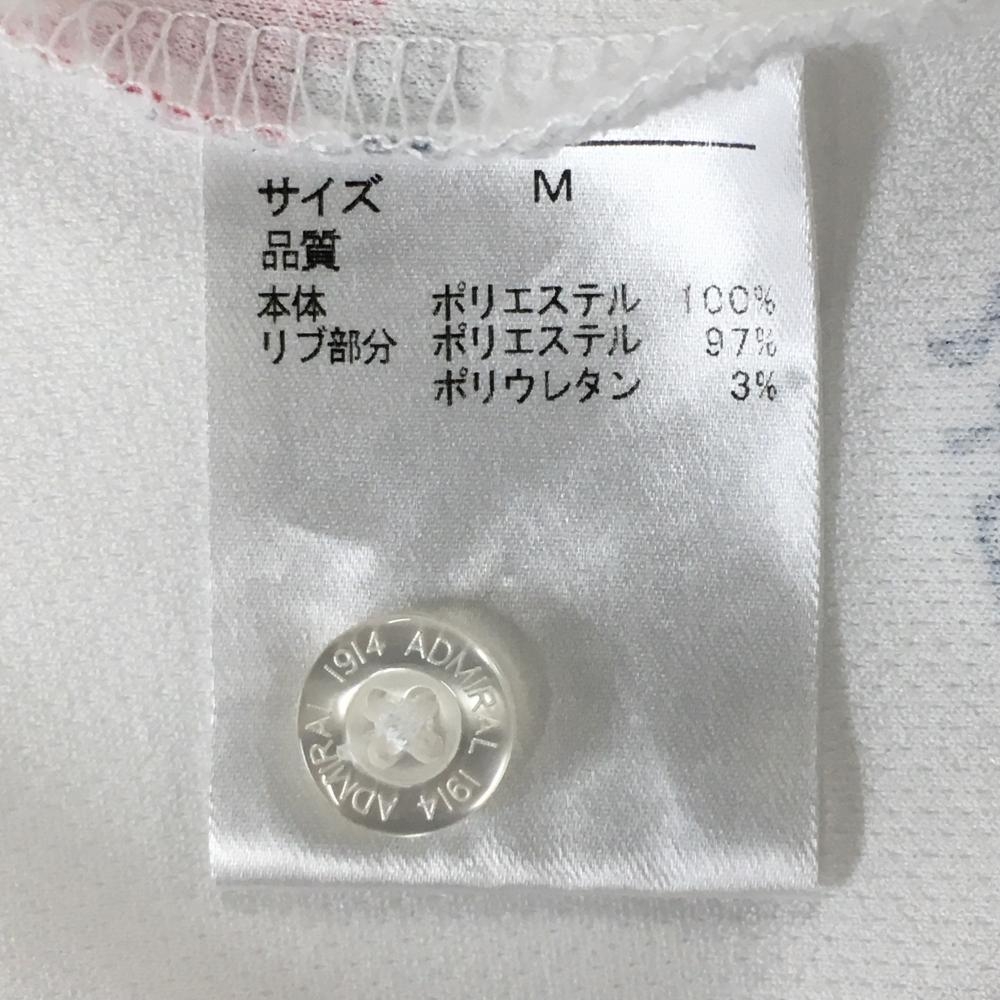 サイズ M
品質
本体 ポリエステル 100%
リブ部分 ポリエステル 97%
ポリウレタン 3%
1914 ADMIRAL 1914 ADMIRAL